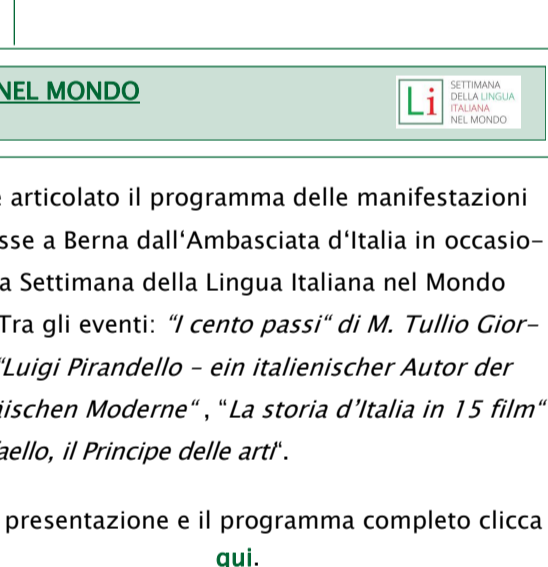 NEL MONDO
Li
SETTIMANA
DELLA LINGUA
ITALIANA
NEL MONDO
articolato il programma delle manifestazioni
sse a Berna dall‘Ambasciata d‘Italia in occasio-
a Settimana della Lingua Italiana nel Mondo
Tra gli eventi: “I cento passi“ di M. Tullio Gior-
“Luigi Pirandello – ein italienischer Autor der
ischen Moderne“ , “La storia d’Italia in 15 film“
aello, il Principe delle arti“.
presentazione e il programma completo clicca
qui.